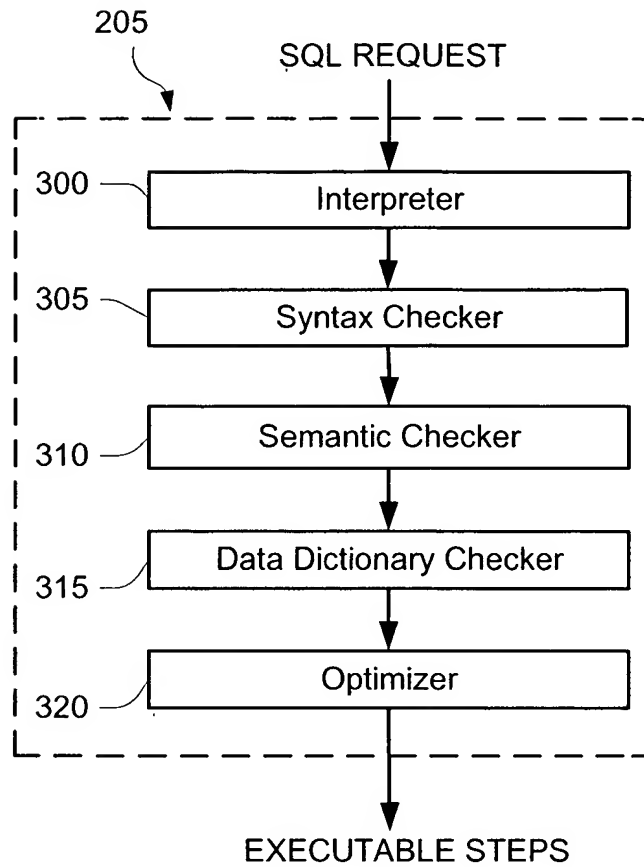 205
SQL REQUEST
300
Interpreter
305
Syntax Checker
310
Semantic Checker
315
Data Dictionary Checker
320
Optimizer
EXECUTABLE STEPS